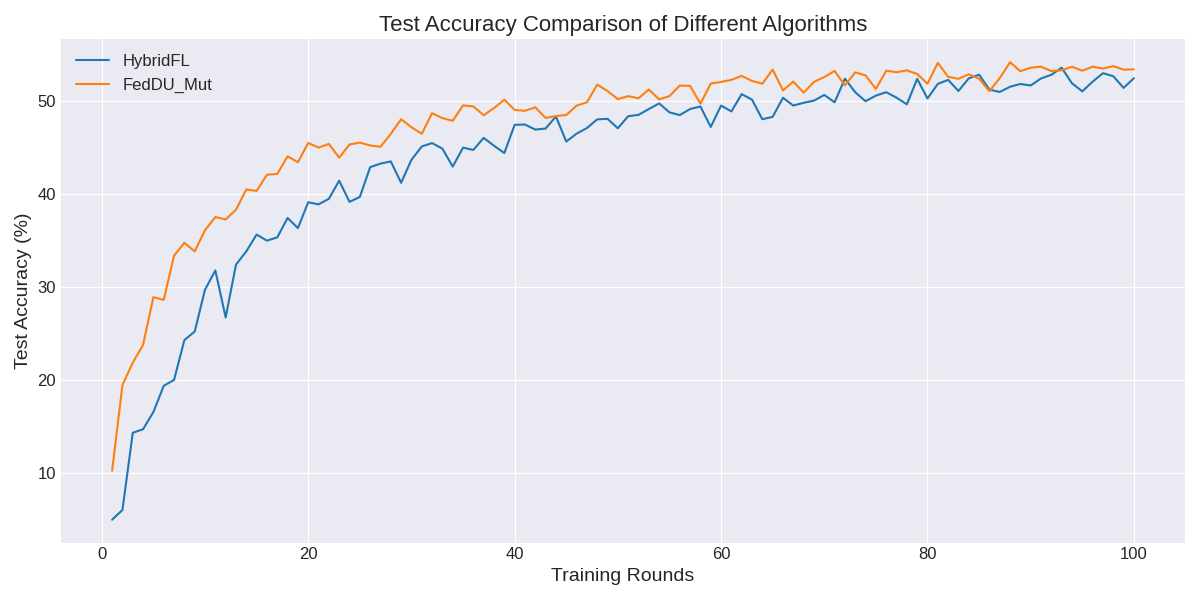 Test Accuracy Comparison of Different Algorithms
HybridFL
FedDU_Mut
Test Accuracy (%)
50
40
30
20
10
0 20 40 60 80 100
Training Rounds